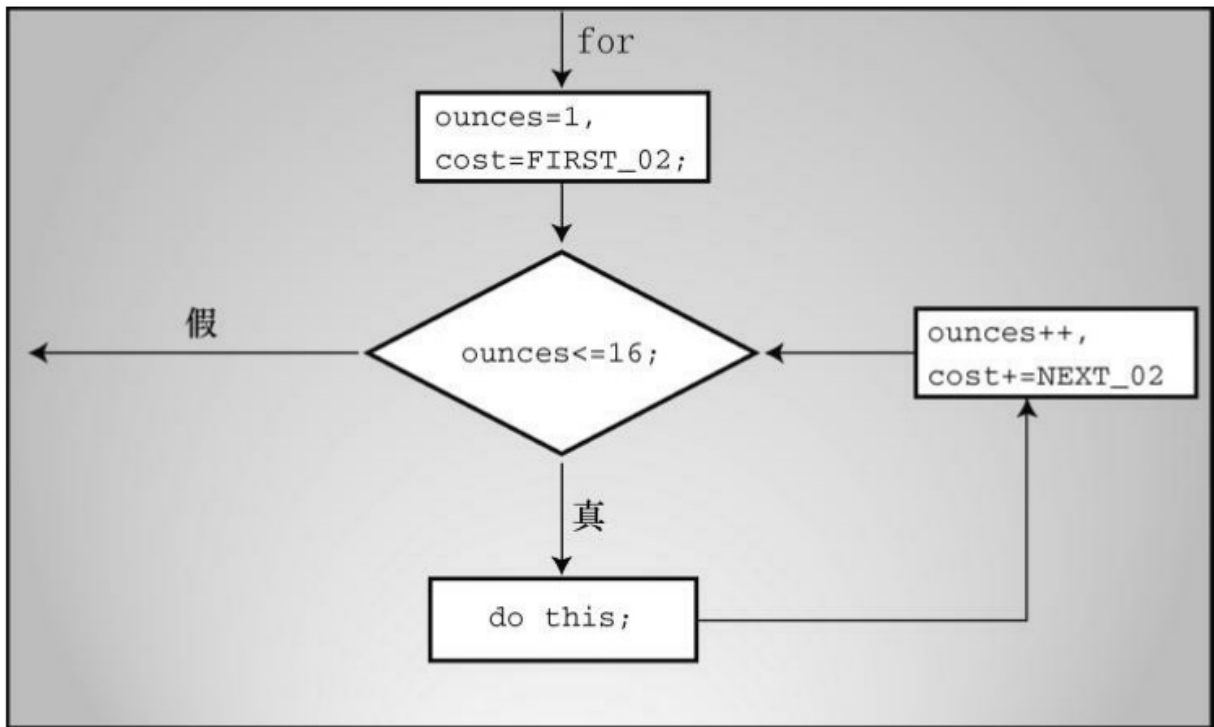 for
ounces=1,
cost=FIRST_02;
假
ounces<=16;
ounces++,
cost+=NEXT_02
真
do this;